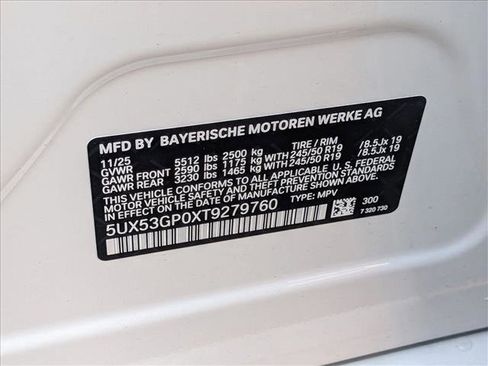 MFD BY BAYERISCHE MOTOREN WERKE AG
11/25 TIRE / RIM
GVWR 5512 lbs 2500 kg
GAWR FRONT 2590 lbs 1175 kg WITH 245/50 R19 /8.5Jx 19
GAWR REAR 3230 lbs 1465 kg WITH 245/50 R19 /8.5Jx 19
THIS VEHICLE CONFORMS TO ALL APPLICABLE U.S. FEDERAL
MOTOR VEHICLE SAFETY AND THEFT PREVENTION STANDARDS
IN EFFECT ON THE DATE OF MANUFACTURE SHOWN ABOVE.
5UX53GP0XT9279760 TYPE: MPV
300
7 320 730